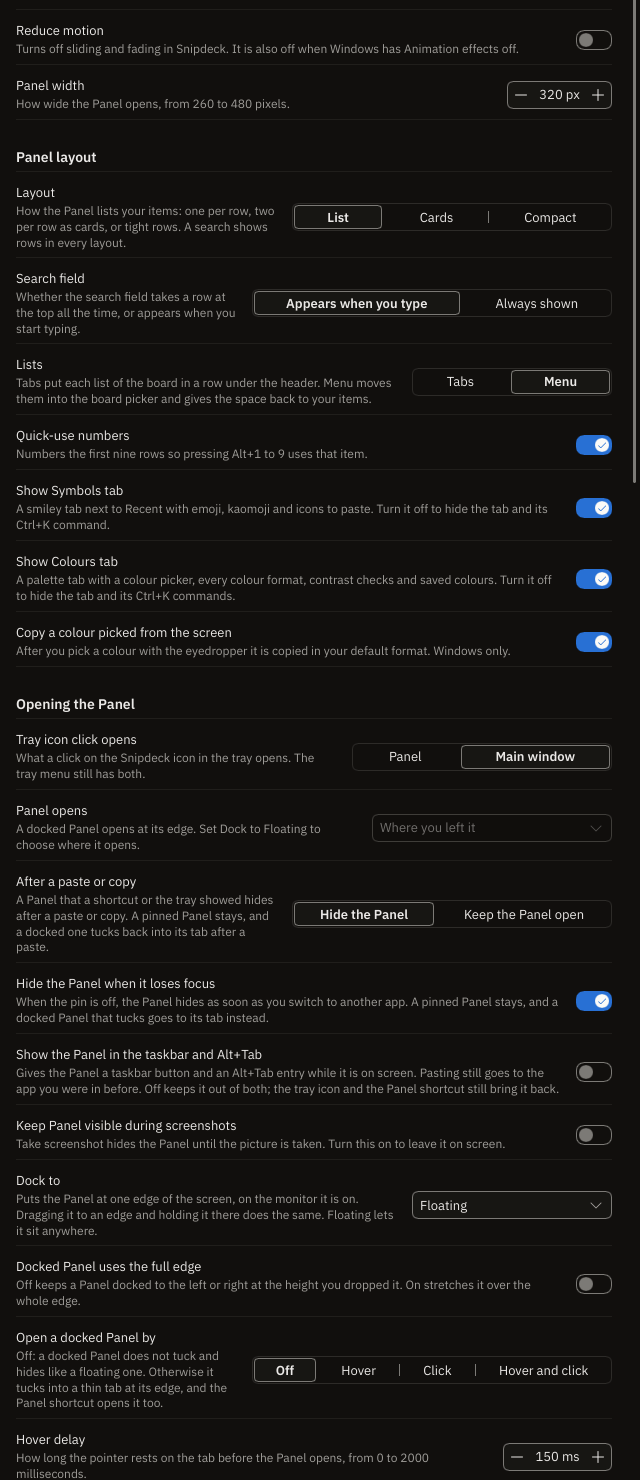 Reduce motion
Turns off sliding and fading in Snipdeck. It is also off when Windows has Animation effects off.
Panel width
How wide the Panel opens, from 260 to 480 pixels.
320 px
Panel layout
Layout
How the Panel lists your items: one per row, two
per row as cards, or tight rows. A search shows
rows in every layout.
List Cards Compact
Search field
Whether the search field takes a row at
the top all the time, or appears when you
start typing.
Appears when you type Always shown
Lists
Tabs put each list of the board in a row under the header. Menu moves
them into the board picker and gives the space back to your items.
Tabs Menu
Quick-use numbers
Numbers the first nine rows so pressing Alt+1 to 9 uses that item.
Show Symbols tab
A smiley tab next to Recent with emoji, kaomoji and icons to paste. Turn it off to hide the tab and its
Ctrl+K command.
Show Colours tab
A palette tab with a colour picker, every colour format, contrast checks and saved colours. Turn it off
to hide the tab and its Ctrl+K commands.
Copy a colour picked from the screen
After you pick a colour with the eyedropper it is copied in your default format. Windows only.
Opening the Panel
Tray icon click opens
What a click on the Snipdeck icon in the tray opens. The
tray menu still has both.
Panel Main window
Panel opens
A docked Panel opens at its edge. Set Dock to Floating to
choose where it opens.
Where you left it
After a paste or copy
A Panel that a shortcut or the tray showed hides
after a paste or copy. A pinned Panel stays, and
a docked one tucks back into its tab after a
paste.
Hide the Panel Keep the Panel open
Hide the Panel when it loses focus
When the pin is off, the Panel hides as soon as you switch to another app. A pinned Panel stays, and a
docked Panel that tucks goes to its tab instead.
Show the Panel in the taskbar and Alt+Tab
Gives the Panel a taskbar button and an Alt+Tab entry while it is on screen. Pasting still goes to the
app you were in before. Off keeps it out of both; the tray icon and the Panel shortcut still bring it back.
Keep Panel visible during screenshots
Take screenshot hides the Panel until the picture is taken. Turn this on to leave it on screen.
Dock to
Puts the Panel at one edge of the screen, on the monitor it is on.
Dragging it to an edge and holding it there does the same. Floating lets
it sit anywhere.
Floating
Docked Panel uses the full edge
Off keeps a Panel docked to the left or right at the height you dropped it. On stretches it over the
whole edge.
Open a docked Panel by
Off: a docked Panel does not tuck and
hides like a floating one. Otherwise it
tucks into a thin tab at its edge, and the
Panel shortcut opens it too.
Off Hover Click Hover and click
Hover delay
How long the pointer rests on the tab before the Panel opens, from 0 to 2000
milliseconds.
150 ms